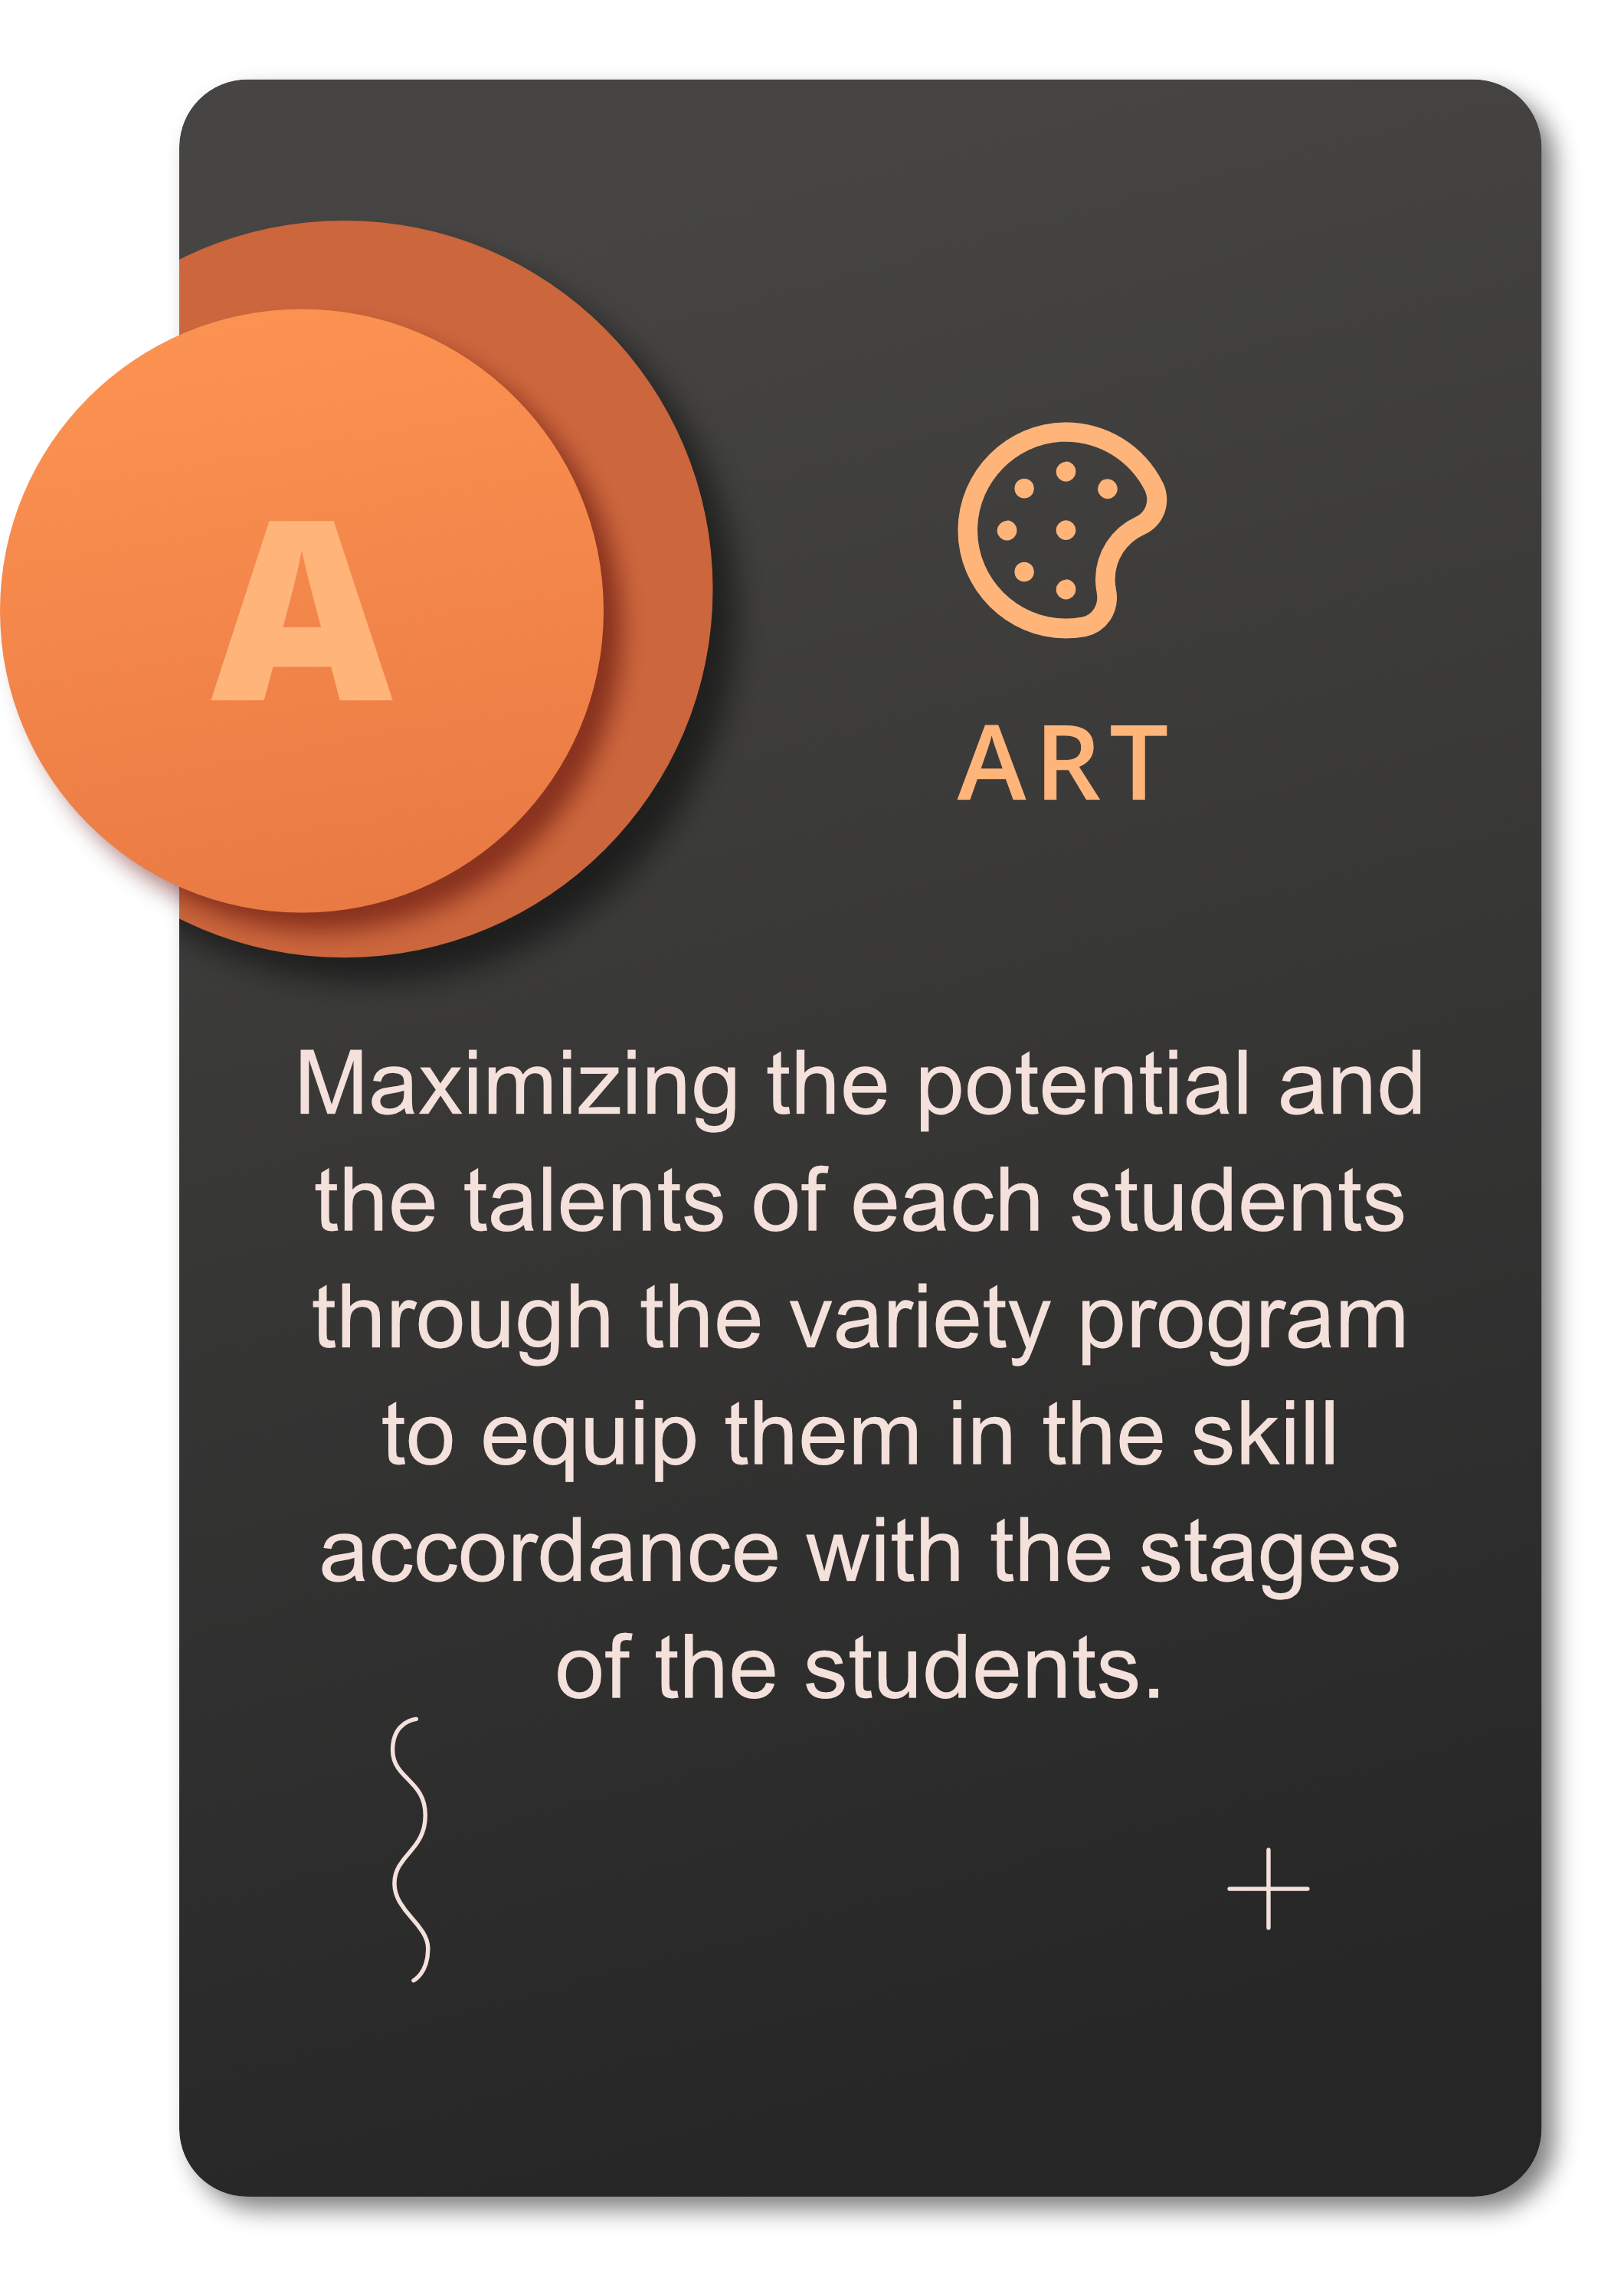 A
ART
Maximizing the potential and
the talents of each students
through the variety program
to equip them in the skill
accordance with the stages
of the students.